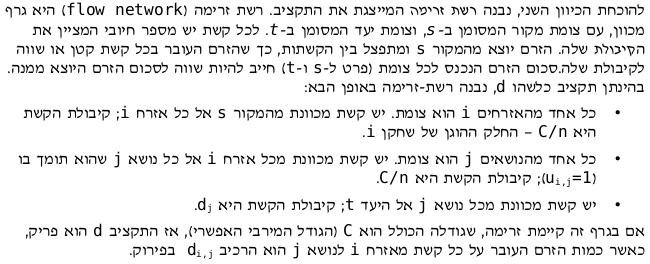 להוכחת הכיוון השני, נבנה רשת זרימה המייצגת את התקציב. רשת זרימה (flow network) היא גרף
מכוון, עם צומת מקור המסומן ב-s, וצומת יעד המסומן ב-t. לכל קשת יש מספר חיובי המציין את
הקיבולת שלה. הזרם יוצא מהמקור s ומתפצל בין הקשתות, כך שהזרם העובר בכל קשת קטן או שווה
לקיבולת שלה.סכום הזרם הנכנס לכל צומת (פרט ל-s ו-t) חייב להיות שווה לסכום הזרם היוצא ממנה.
בהינתן תקציב כלשהו d, נבנה רשת-זרימה באופן הבא:
• כל אחד מהאזרחים i הוא צומת. יש קשת מכוונת מהמקור s אל כל אזרח i; קיבולת הקשת
היא C/n – החלק ההוגן של שחקן i.
• כל אחד מהנושאים j הוא צומת. יש קשת מכוונת מכל אזרח i אל כל נושא j שהוא תומך בו
(u_{i,j}=1); קיבולת הקשת היא C/n.
• יש קשת מכוונת מכל נושא j אל היעד t; קיבולת הקשת היא d_j.
אם בגרף זה קיימת זרימה, שגודלה הכולל הוא C (הגודל המירבי האפשרי), אז התקציב d הוא פריק,
כאשר כמות הזרם העובר על כל קשת מאזרח i לנושא j הוא הרכיב d_{i,j} בפירוק.